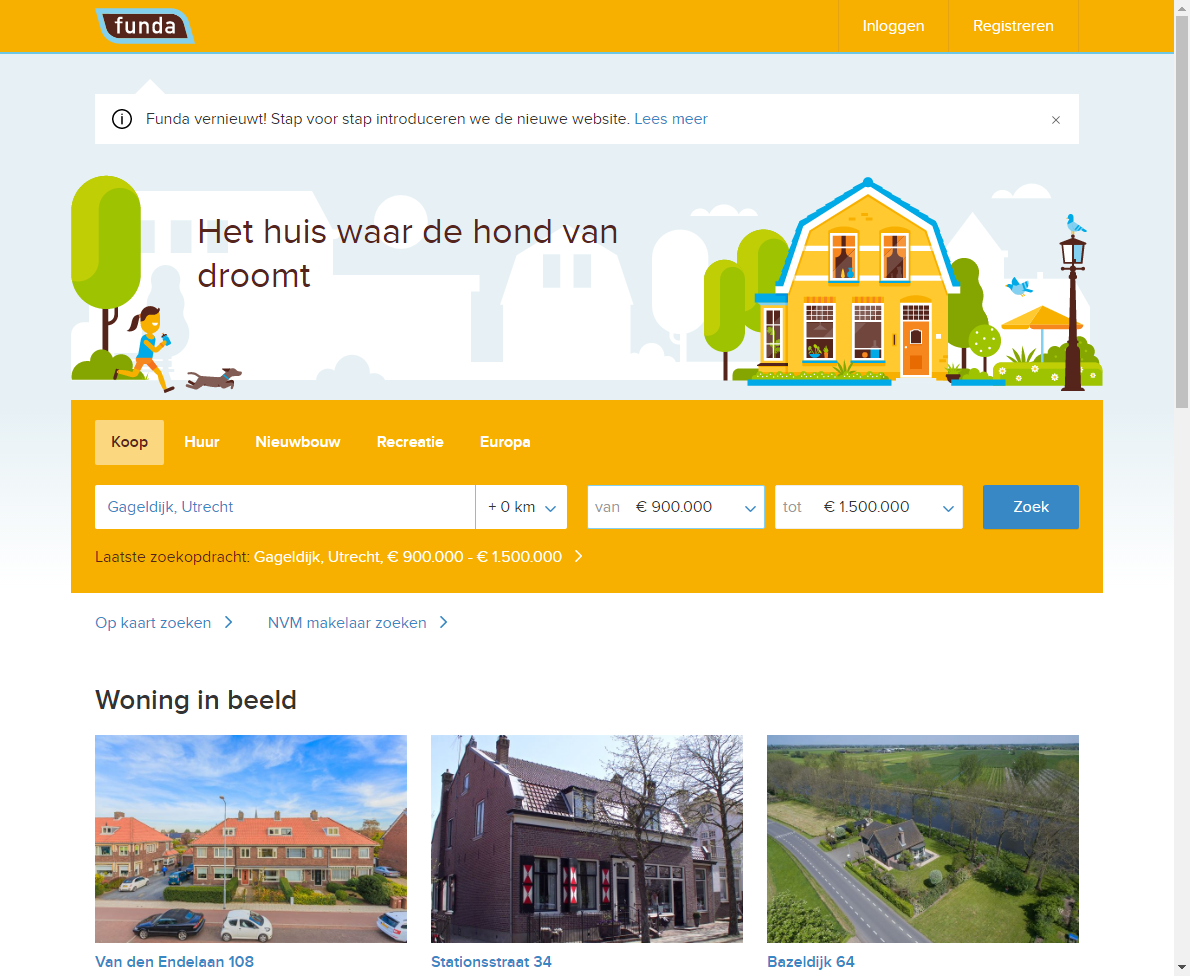 funda
Inloggen
Registreren
Funda vernieuwt! Stap voor stap introduceren we de nieuwe website. Lees meer
Het huis waar de hond van
droomt
Koop
Huur
Nieuwbouw
Recreatie
Europa
Gageldijk, Utrecht
+ 0 km
van € 900.000
tot € 1.500.000
Zoek
Laatste zoekopdracht: Gageldijk, Utrecht, € 900.000 - € 1.500.000
Op kaart zoeken
NVM makelaar zoeken
Woning in beeld
Van den Endelaan 108
Stationsstraat 34
Bazeldijk 64